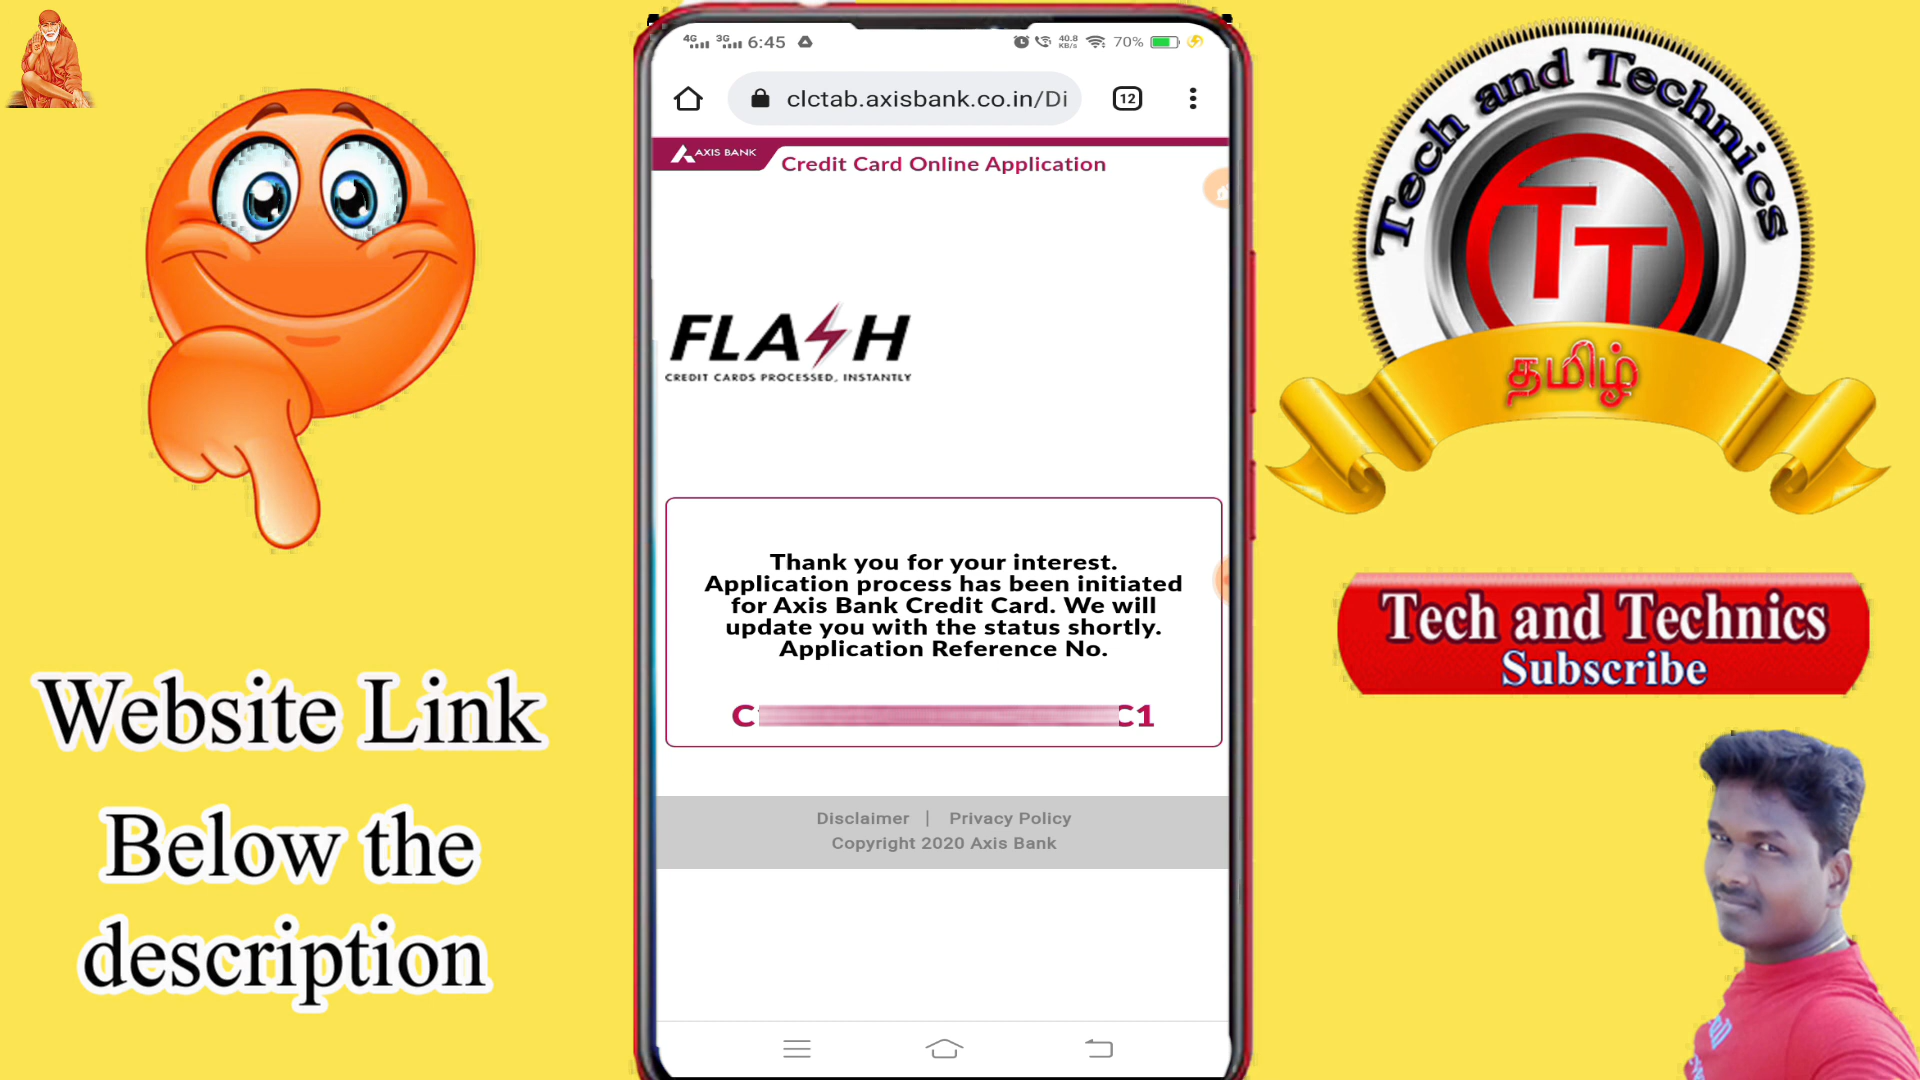 4G 3G 6:45 40.8 KB/s 70%
clctab.axisbank.co.in/Di 12
AXIS BANK
Credit Card Online Application
FLASH
CREDIT CARDS PROCESSED, INSTANTLY
Thank you for your interest.
Application process has been initiated
for Axis Bank Credit Card. We will
update you with the status shortly.
Application Reference No.
C C1
Disclaimer | Privacy Policy
Copyright 2020 Axis Bank
Website Link
Below the
description
Tech and Technics
TT
தமிழ்
Tech and Technics
Subscribe